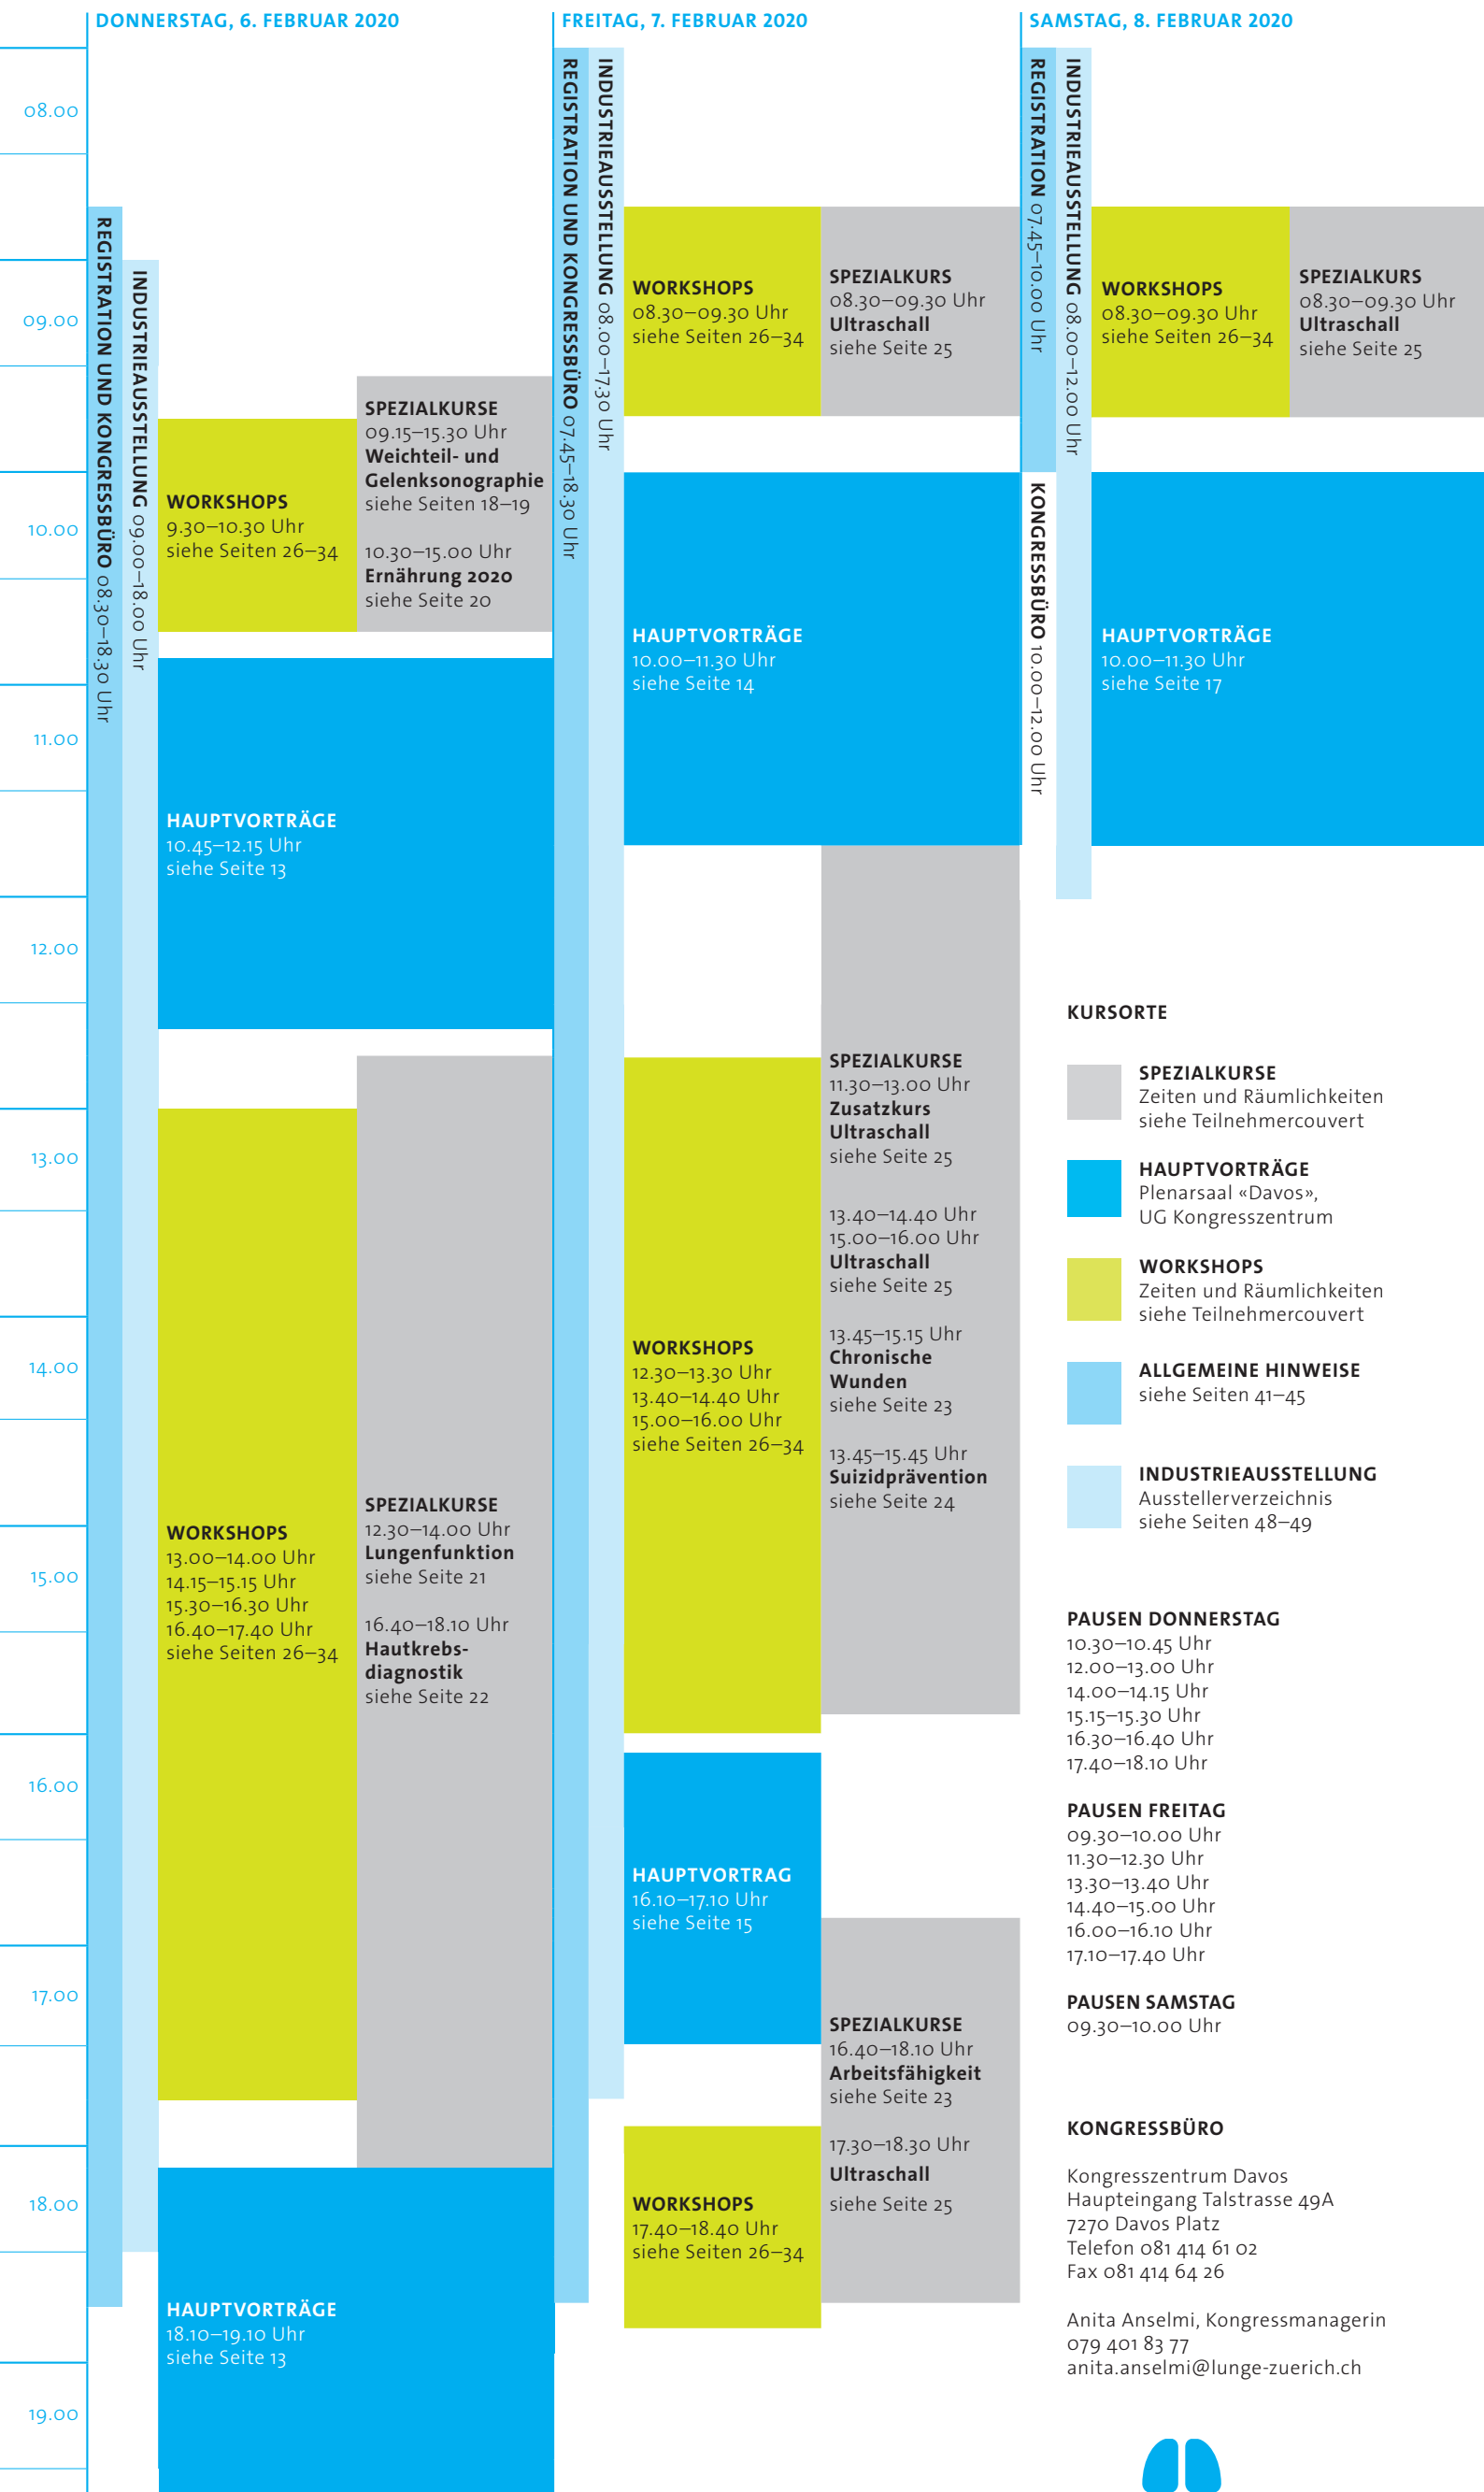 DONNERSTAG, 6. FEBRUAR 2020
FREITAG, 7. FEBRUAR 2020
SAMSTAG, 8. FEBRUAR 2020
08.00
09.00
10.00
11.00
12.00
13.00
14.00
15.00
16.00
17.00
18.00
19.00
REGISTRATION UND KONGRESSBÜRO 08.30–18.30 Uhr
INDUSTRIEAUSSTELLUNG 09.00–18.00 Uhr
WORKSHOPS
9.30–10.30 Uhr
siehe Seiten 26–34
SPEZIALKURSE
09.15–15.30 Uhr
Weichteil- und
Gelenksonographie
siehe Seiten 18–19
10.30–15.00 Uhr
Ernährung 2020
siehe Seite 20
HAUPTVORTRÄGE
10.45–12.15 Uhr
siehe Seite 13
WORKSHOPS
13.00–14.00 Uhr
14.15–15.15 Uhr
15.30–16.30 Uhr
16.40–17.40 Uhr
siehe Seiten 26–34
SPEZIALKURSE
12.30–14.00 Uhr
Lungenfunktion
siehe Seite 21
16.40–18.10 Uhr
Hautkrebs-
diagnostik
siehe Seite 22
HAUPTVORTRÄGE
18.10–19.10 Uhr
siehe Seite 13
REGISTRATION UND KONGRESSBÜRO 07.45–18.30 Uhr
INDUSTRIEAUSSTELLUNG 08.00–17.30 Uhr
WORKSHOPS
08.30–09.30 Uhr
siehe Seiten 26–34
SPEZIALKURS
08.30–09.30 Uhr
Ultraschall
siehe Seite 25
HAUPTVORTRÄGE
10.00–11.30 Uhr
siehe Seite 14
WORKSHOPS
12.30–13.30 Uhr
13.40–14.40 Uhr
15.00–16.00 Uhr
siehe Seiten 26–34
SPEZIALKURSE
11.30–13.00 Uhr
Zusatzkurs
Ultraschall
siehe Seite 25
13.40–14.40 Uhr
15.00–16.00 Uhr
Ultraschall
siehe Seite 25
13.45–15.15 Uhr
Chronische
Wunden
siehe Seite 23
13.45–15.45 Uhr
Suizidprävention
siehe Seite 24
HAUPTVORTRAG
16.10–17.10 Uhr
siehe Seite 15
SPEZIALKURSE
16.40–18.10 Uhr
Arbeitsfähigkeit
siehe Seite 23
17.30–18.30 Uhr
Ultraschall
siehe Seite 25
WORKSHOPS
17.40–18.40 Uhr
siehe Seiten 26–34
REGISTRATION 07.45–10.00 Uhr
KONGRESSBÜRO 10.00–12.00 Uhr
INDUSTRIEAUSSTELLUNG 08.00–12.00 Uhr
WORKSHOPS
08.30–09.30 Uhr
siehe Seiten 26–34
SPEZIALKURS
08.30–09.30 Uhr
Ultraschall
siehe Seite 25
HAUPTVORTRÄGE
10.00–11.30 Uhr
siehe Seite 17
KURSORTE
SPEZIALKURSE
Zeiten und Räumlichkeiten
siehe Teilnehmercouvert
HAUPTVORTRÄGE
Plenarsaal «Davos»,
UG Kongresszentrum
WORKSHOPS
Zeiten und Räumlichkeiten
siehe Teilnehmercouvert
ALLGEMEINE HINWEISE
siehe Seiten 41–45
INDUSTRIEAUSSTELLUNG
Ausstellerverzeichnis
siehe Seiten 48–49
PAUSEN DONNERSTAG
10.30–10.45 Uhr
12.00–13.00 Uhr
14.00–14.15 Uhr
15.15–15.30 Uhr
16.30–16.40 Uhr
17.40–18.10 Uhr
PAUSEN FREITAG
09.30–10.00 Uhr
11.30–12.30 Uhr
13.30–13.40 Uhr
14.40–15.00 Uhr
16.00–16.10 Uhr
17.10–17.40 Uhr
PAUSEN SAMSTAG
09.30–10.00 Uhr
KONGRESSBÜRO
Kongresszentrum Davos
Haupteingang Talstrasse 49A
7270 Davos Platz
Telefon 081 414 61 02
Fax 081 414 64 26
Anita Anselmi, Kongressmanagerin
079 401 83 77
anita.anselmi@lunge-zuerich.ch